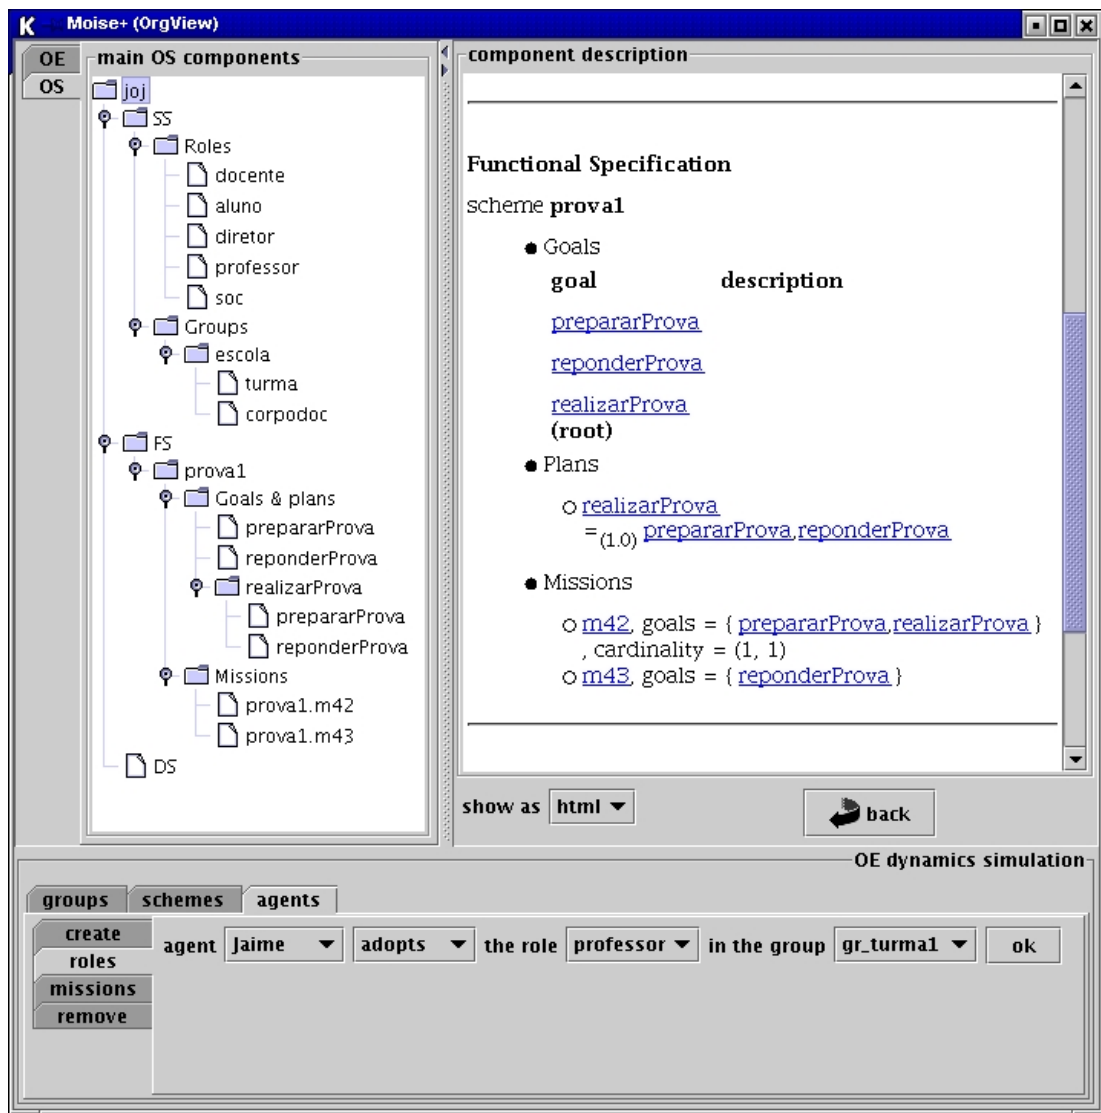 Moise+ (OrgView)
OE
OS
main OS components
joj
SS
Roles
docente
aluno
diretor
professor
soc
Groups
escola
turma
corpodoc
FS
prova1
Goals & plans
prepararProva
reponderProva
realizarProva
prepararProva
reponderProva
Missions
prova1.m42
prova1.m43
DS
component description
Functional Specification
scheme prova1
Goals
goal description
prepararProva
reponderProva
realizarProva
(root)
Plans
realizarProva
=(1.0) prepararProva,reponderProva
Missions
m42, goals = { prepararProva,realizarProva }
, cardinality = (1, 1)
m43, goals = { reponderProva }
show as html back
OE dynamics simulation
groups schemes agents
create
roles
missions
remove
agent Jaime adopts the role professor in the group gr_turma1 ok